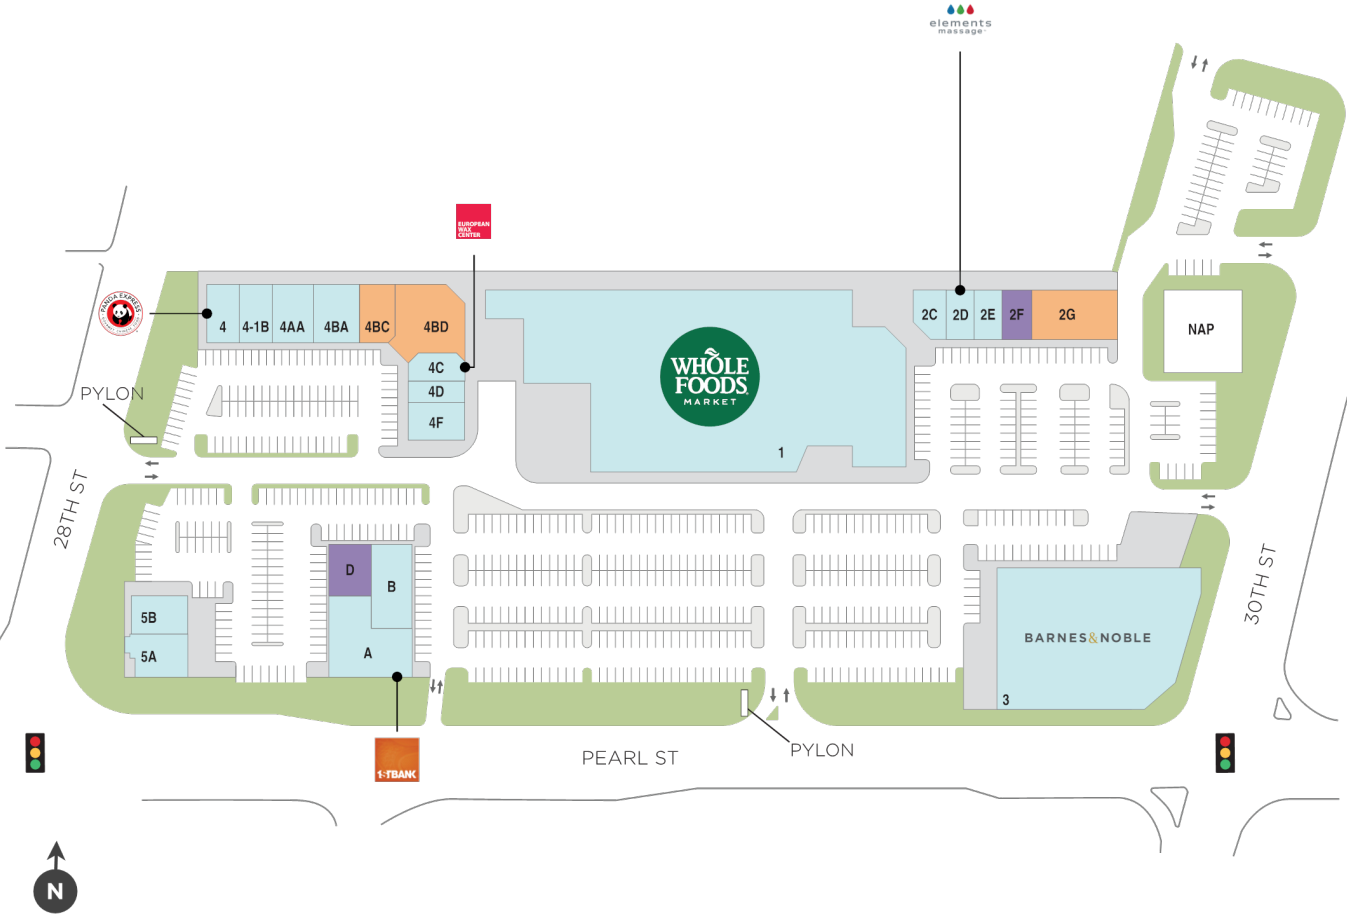 elements
massage
EUROPEAN
WAX
CENTER
PANDA EXPRESS
4
4-1B
4AA
4BA
4BC
4BD
4C
4D
4F
WHOLE
FOODS
MARKET
1
2C
2D
2E
2F
2G
NAP
PYLON
28TH ST
D
B
A
5B
5A
BARNES&NOBLE
3
30TH ST
1STBANK
PEARL ST
PYLON
N